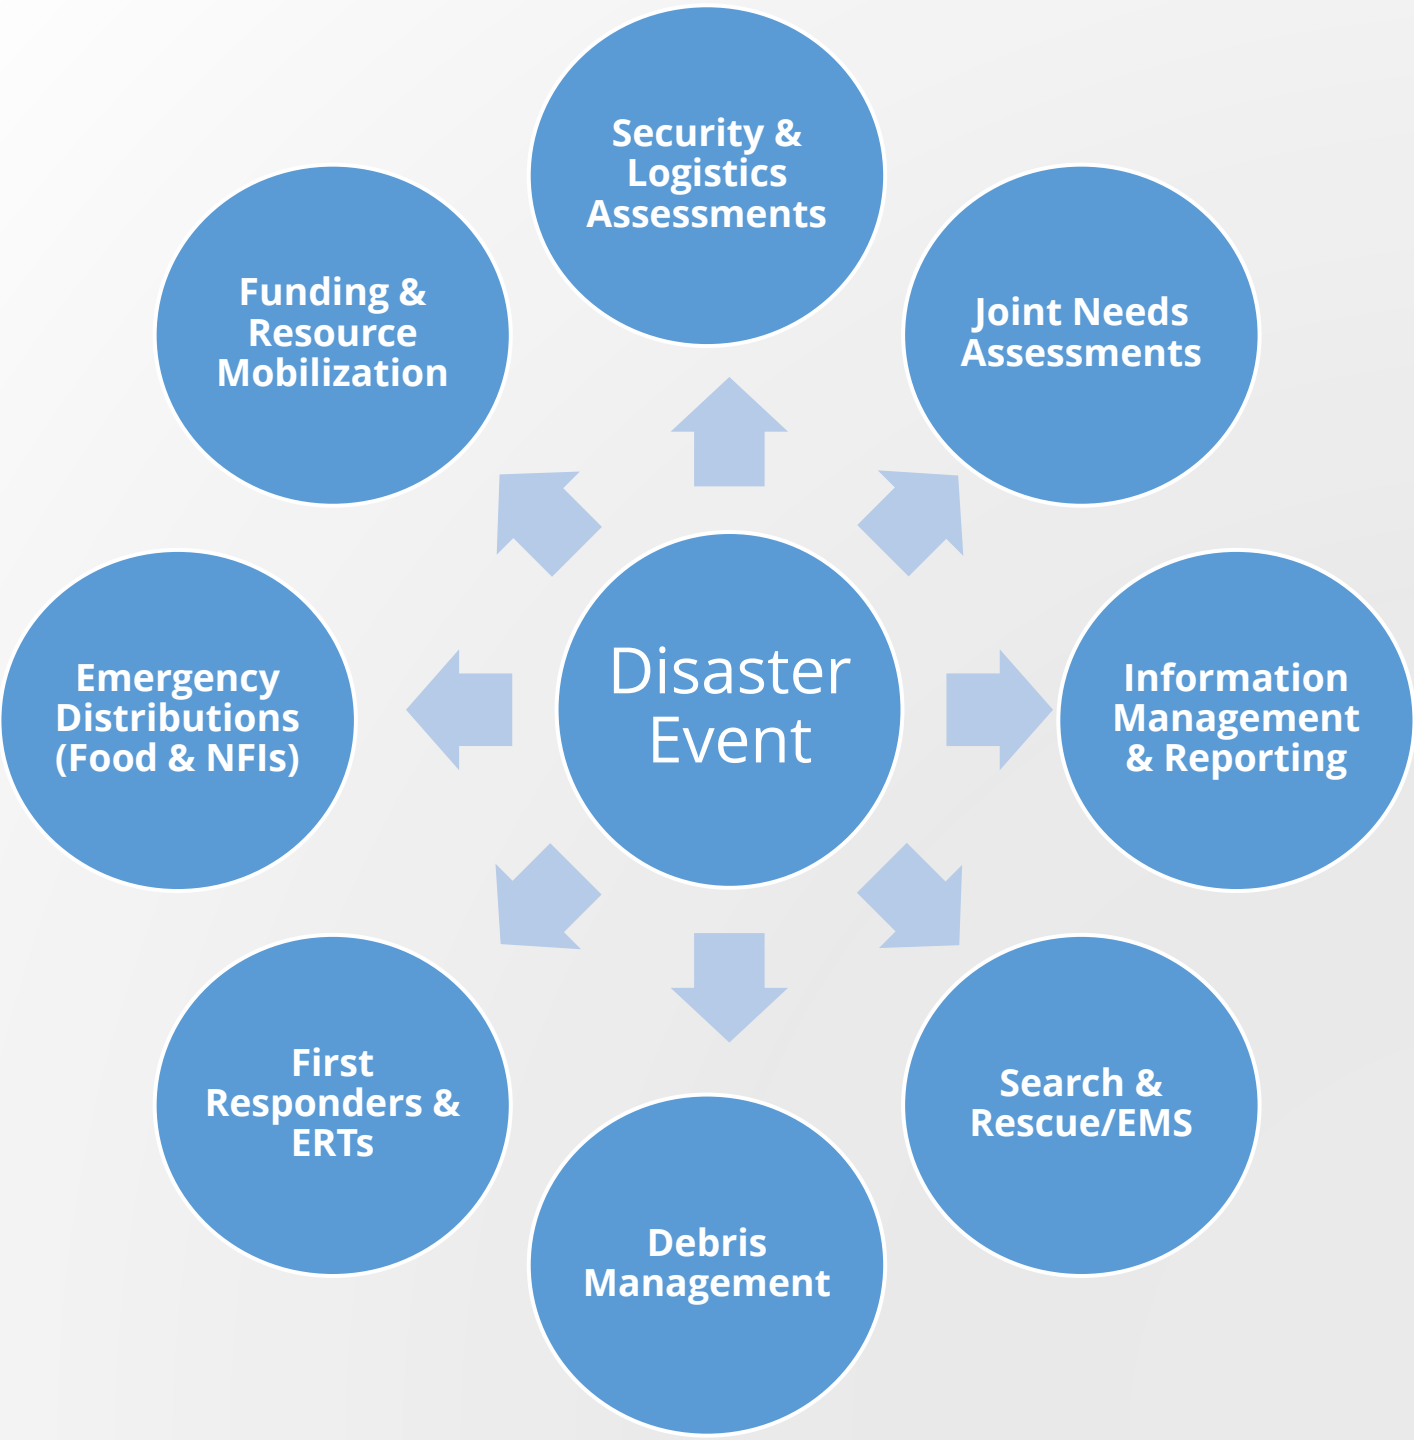 Security &
Logistics
Assessments
Joint Needs
Assessments
Information
Management
& Reporting
Search &
Rescue/EMS
Debris
Management
First
Responders &
ERTs
Emergency
Distributions
(Food & NFIs)
Funding &
Resource
Mobilization
Disaster
Event